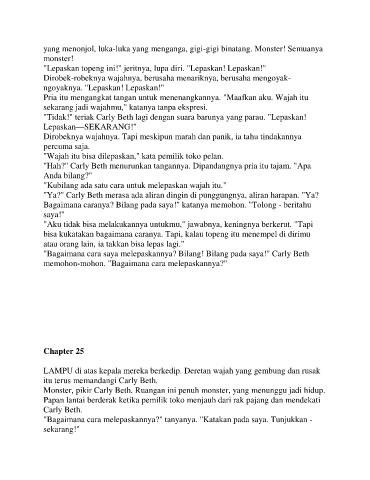 yang menonjol, luka-luka yang menganga, gigi-gigi binatang. Monster! Semuanya
monster!
"Lepaskan topeng ini!" jeritnya, lupa diri. "Lepaskan! Lepaskan!"
Dirobek-robeknya wajahnya, berusaha menariknya, berusaha mengoyak-
ngoyaknya. "Lepaskan! Lepaskan!"
Pria itu mengangkat tangan untuk menenangkannya. "Maafkan aku. Wajah itu
sekarang jadi wajahmu," katanya tanpa ekspresi.
"Tidak!" teriak Carly Beth lagi dengan suara barunya yang parau. "Lepaskan!
Lepaskan—SEKARANG!"
Dirobeknya wajahnya. Tapi meskipun marah dan panik, ia tahu tindakannya
percuma saja.
"Wajah itu bisa dilepaskan," kata pemilik toko pelan.
"Hah?" Carly Beth menurunkan tangannya. Dipandangnya pria itu tajam. "Apa
Anda bilang?"
"Kubilang ada satu cara untuk melepaskan wajah itu."
"Ya?" Carly Beth merasa ada aliran dingin di punggungnya, aliran harapan. "Ya?
Bagaimana caranya? Bilang pada saya!" katanya memohon. "Tolong - beritahu
saya!"
"Aku tidak bisa melakukannya untukmu," jawabnya, keningnya berkerut. "Tapi
bisa kukatakan bagaimana caranya. Tapi, kalau topeng itu menempel di dirimu
atau orang lain, ia takkan bisa lepas lagi."
"Bagaimana cara saya melepaskannya? Bilang! Bilang pada saya!" Carly Beth
memohon-mohon. "Bagaimana cara melepaskannya?"
Chapter 25
LAMPU di atas kepala mereka berkedip. Deretan wajah yang gembung dan rusak
itu terus memandangi Carly Beth.
Monster, pikir Carly Beth. Ruangan ini penuh monster, yang menunggu jadi hidup.
Papan lantai berderak ketika pemilik toko menjauh dari rak pajang dan mendekati
Carly Beth.
"Bagaimana cara melepaskannya?" tanyanya. "Katakan pada saya. Tunjukkan -
sekarang!"